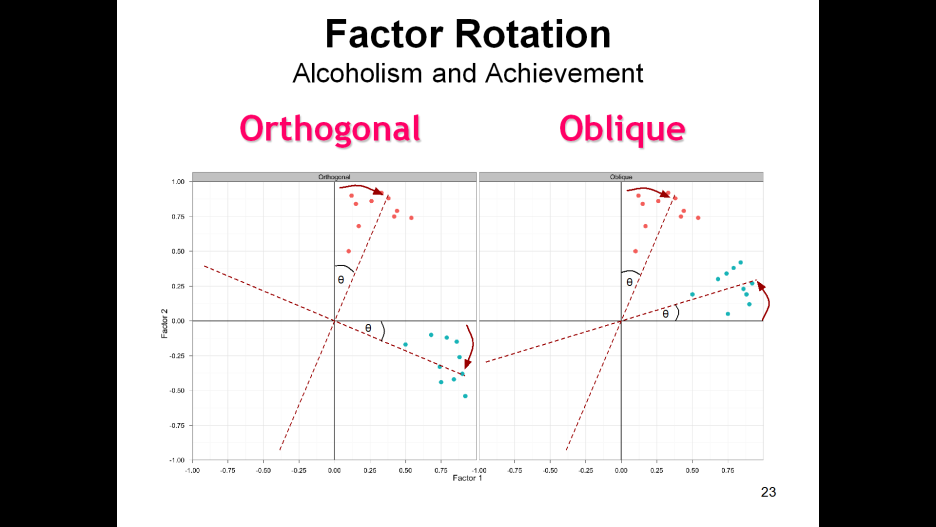 Factor Rotation
Alcoholism and Achievement
Orthogonal Oblique
Orthogonal Oblique
1.00
0.75
0.50
0.25
0.00
-0.25
-0.50
-0.75
-1.00
Factor 2
θ θ
θ θ
-1.00 -0.75 -0.50 -0.25 0.00 0.25 0.50 0.75 -1.00 -0.75 -0.50 -0.25 0.00 0.25 0.50 0.75
Factor 1
23